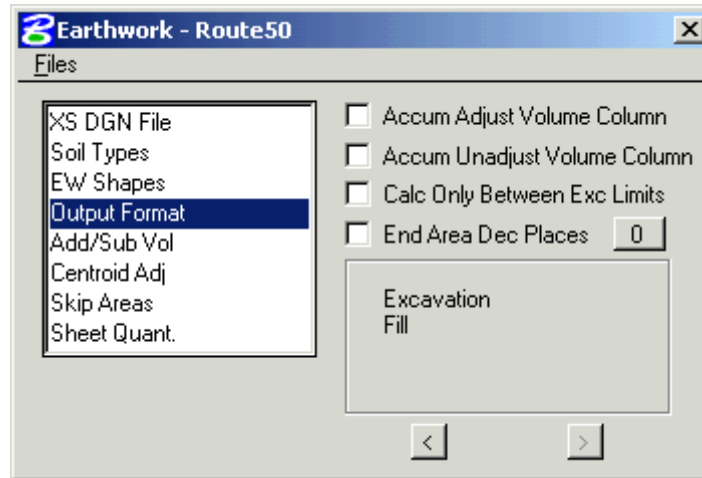 Earthwork - Route50
Files
XS DGN File
Soil Types
EW Shapes
Output Format
Add/Sub Vol
Centroid Adj
Skip Areas
Sheet Quant.
Accum Adjust Volume Column
Accum Unadjust Volume Column
Calc Only Between Exc Limits
End Area Dec Places 0
Excavation
Fill
< >